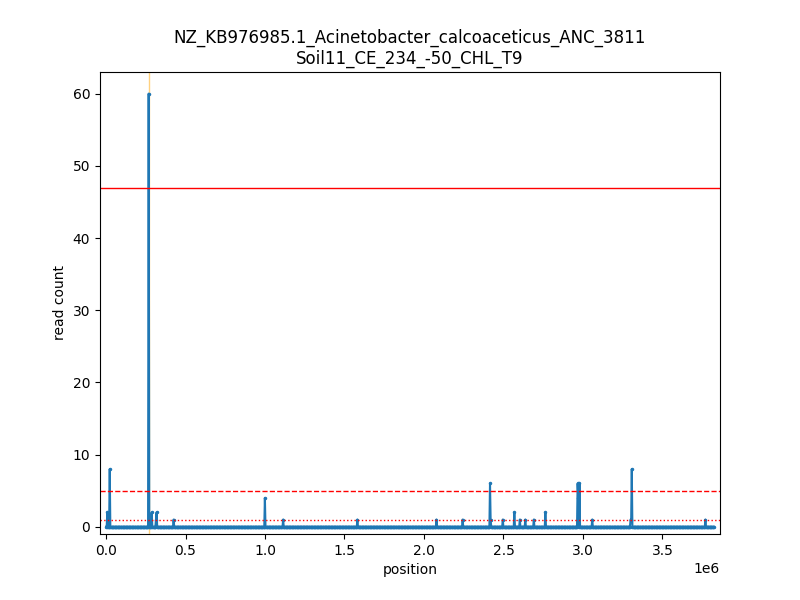 NZ_KB976985.1_Acinetobacter_calcoaceticus_ANC_3811
Soil11_CE_234_-50_CHL_T9
60
50
40
30
20
10
0
read count
0.0 0.5 1.0 1.5 2.0 2.5 3.0 3.5
1e6
position